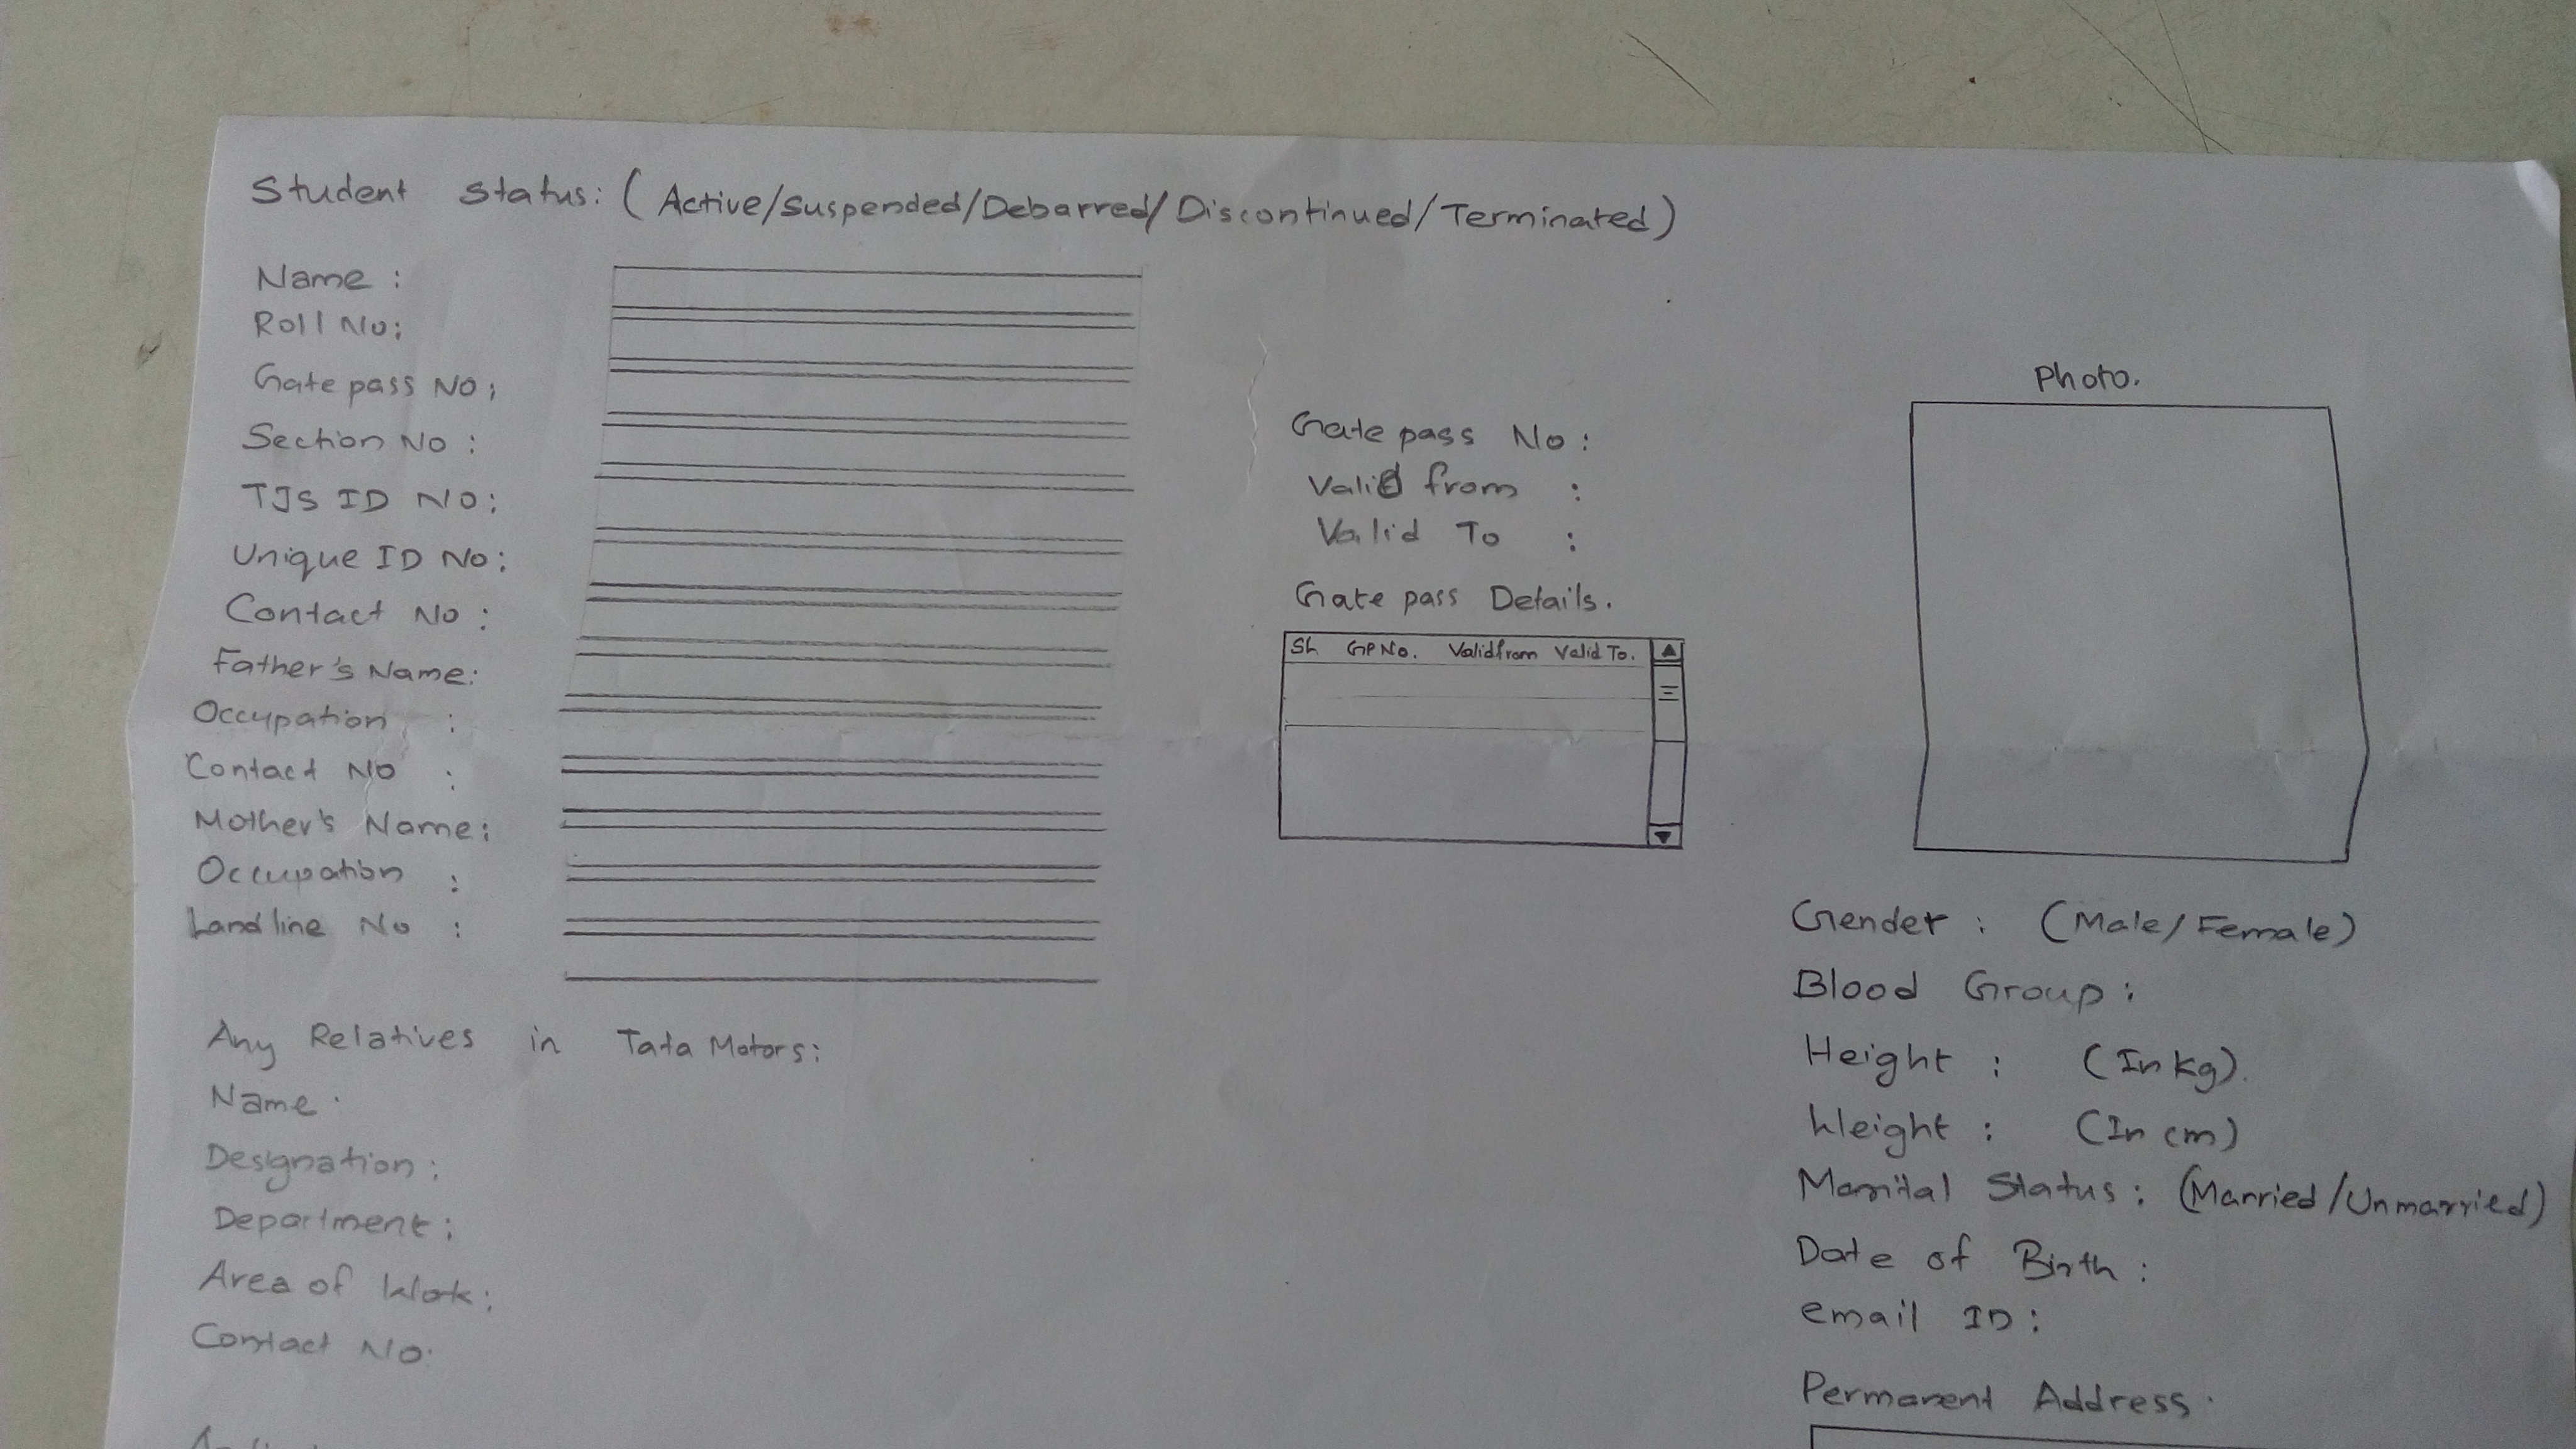 Student Status: (Active/Suspended/Debarred/Discontinued/Terminated)
Name :
Roll No:
Gate pass No:
Section No :
TJS ID No:
Unique ID No:
Contact No :
Father's Name:
Occupation :
Contact No :
Mother's Name:
Occupation :
Landline No :
Any Relatives in Tata Motors:
Name
Designation:
Department:
Area of Wok:
Contact No
Gate pass No :
Valid from :
Valid To :
Gate pass Details.
Sl. GP No. Valid from Valid To.
Photo.
Gender : (Male/Female)
Blood Group:
Height : (In kg).
Weight : (In cm)
Marital Status: (Married/Unmarried)
Date of Birth :
email ID:
Permanent Address